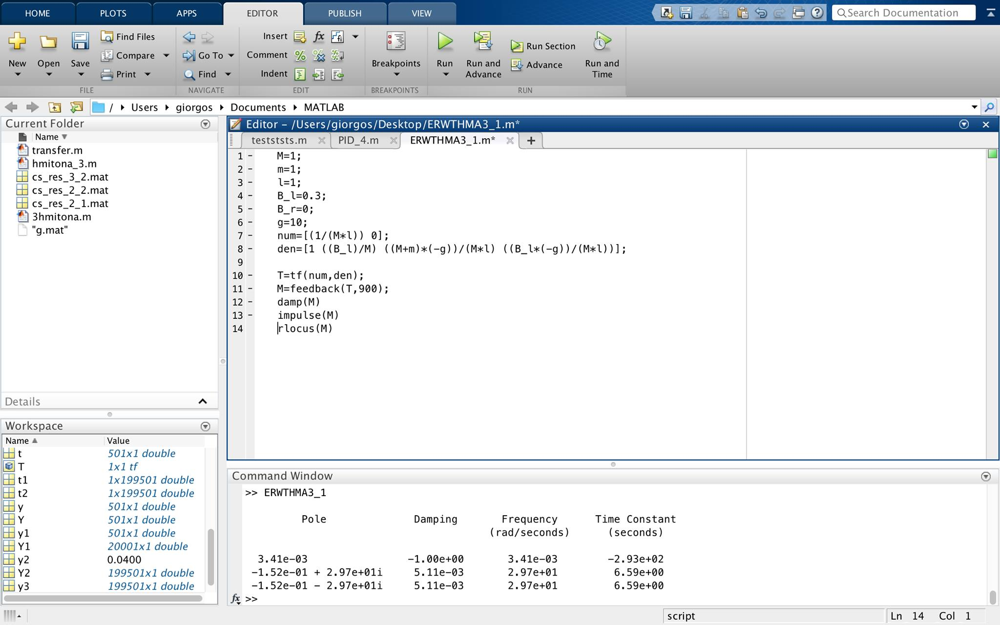 HOME PLOTS APPS EDITOR PUBLISH VIEW
Search Documentation
New
Open
Save
Find Files
Compare
Print
FILE
Go To
Find
NAVIGATE
Insert fx fi
Comment % % %
Indent
EDIT
Breakpoints
BREAKPOINTS
Run
Run and
Advance
Run Section
Advance
Run and
Time
RUN
/ Users giorgos Documents MATLAB
Current Folder
Name
transfer.m
hmitona_3.m
cs_res_3_2.mat
cs_res_2_2.mat
cs_res_2_1.mat
3hmitona.m
"g.mat"
Details
Workspace
Name Value
t 501x1 double
T 1x1 tf
t1 1x199501 double
t2 1x199501 double
y 501x1 double
Y 501x1 double
y1 501x1 double
Y1 20001x1 double
y2 0.0400
Y2 199501x1 double
y3 199501x1 double
Editor – /Users/giorgos/Desktop/ERWTHMA3_1.m*
testststs.m PID_4.m ERWTHMA3_1.m* +
1 – M=1;
2 – m=1;
3 – l=1;
4 – B_l=0.3;
5 – B_r=0;
6 – g=10;
7 – num=[(1/(M*l)) 0];
8 – den=[1 ((B_l)/M) ((M+m)*(-g))/(M*l) ((B_l*(-g))/(M*l))];
9
10 – T=tf(num,den);
11 – M=feedback(T,900);
12 – damp(M)
13 – impulse(M)
14 rlocus(M)
Command Window
>> ERWTHMA3_1
Pole Damping Frequency Time Constant
(rad/seconds) (seconds)
3.41e-03 -1.00e+00 3.41e-03 -2.93e+02
-1.52e-01 + 2.97e+01i 5.11e-03 2.97e+01 6.59e+00
-1.52e-01 - 2.97e+01i 5.11e-03 2.97e+01 6.59e+00
fx >>
script Ln 14 Col 1